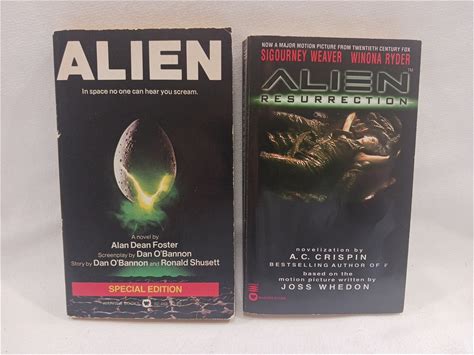 ALIEN
In space no one can hear you scream.
A novel by
Alan Dean Foster
Screenplay by Dan O'Bannon
Story by Dan O'Bannon and Ronald Shusett
SPECIAL EDITION
NOW A MAJOR MOTION PICTURE FROM TWENTIETH CENTURY FOX
SIGOURNEY WEAVER WINONA RYDER
ALIEN™
RESURRECTION
novelization by
A.C. CRISPIN
BESTSELLING AUTHOR OF
based on the
motion picture written by
JOSS WHEDON